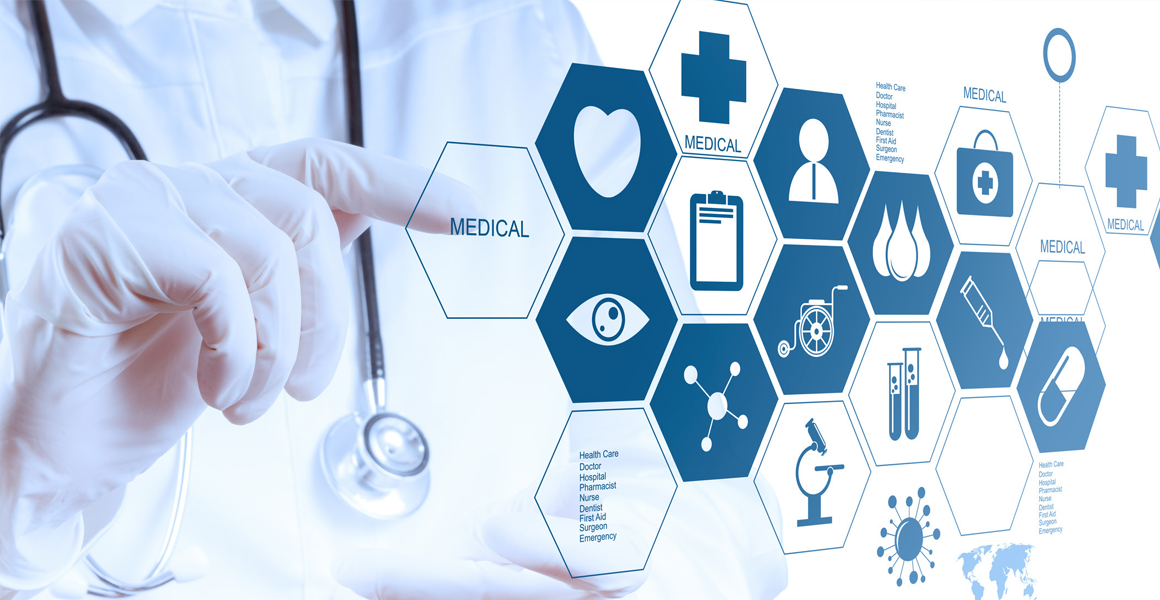 MEDICAL
MEDICAL
Health Care
Doctor
Hospital
Pharmacist
Nurse
Dentist
First Aid
Surgeon
Emergency
MEDICAL
MEDICAL
MEDICAL
MEDICAL
Health Care
Doctor
Hospital
Pharmacist
Nurse
Dentist
First Aid
Surgeon
Emergency
Health Care
Doctor
Hospital
Pharmacist
Nurse
Dentist
First Aid
Surgeon
Emergency